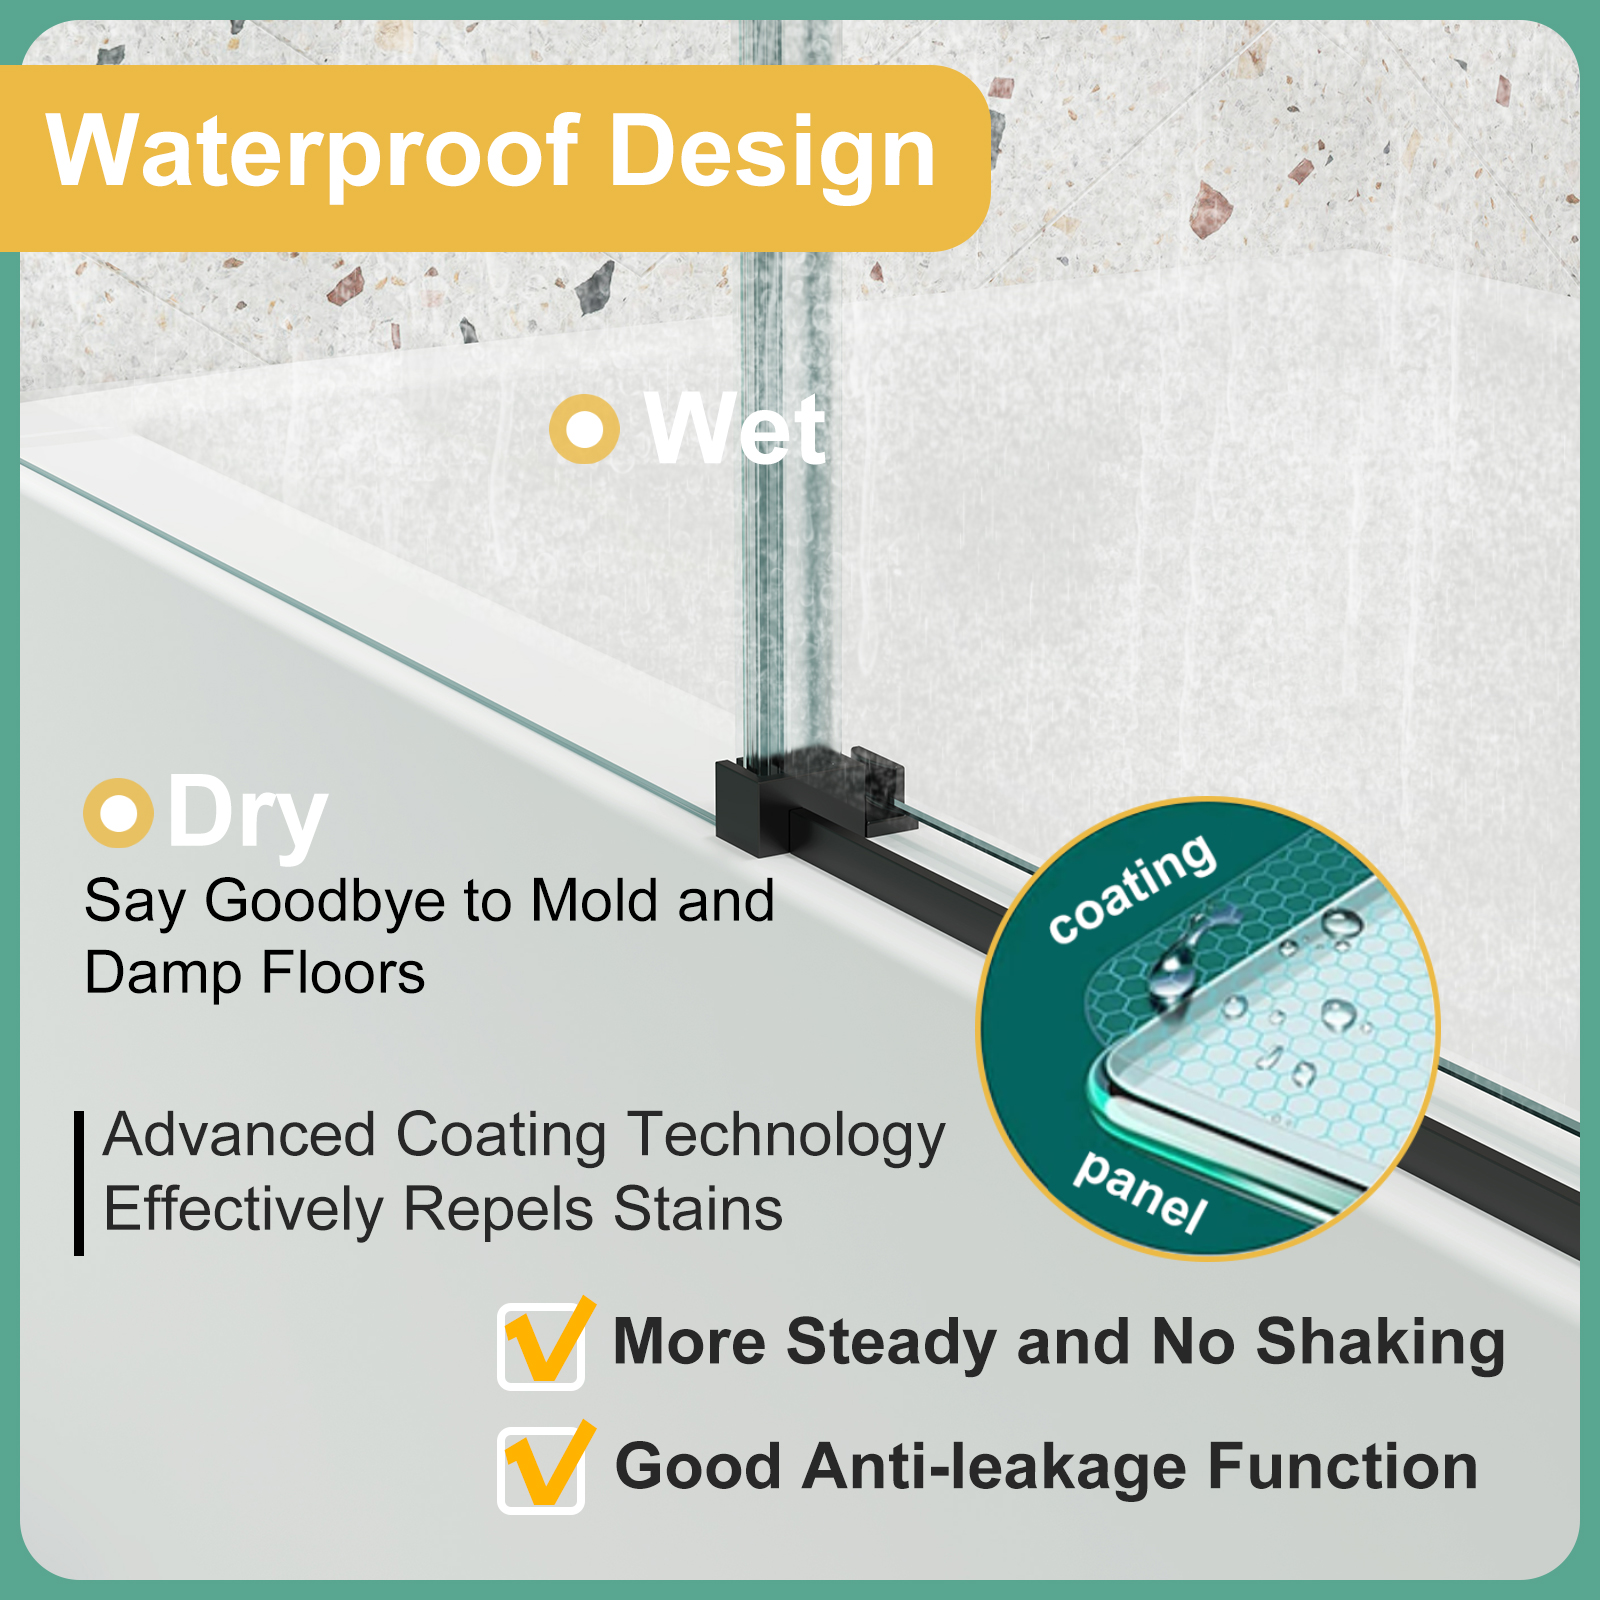 Waterproof Design
Wet
Dry
Say Goodbye to Mold and
Damp Floors
coating
panel
Advanced Coating Technology
Effectively Repels Stains
More Steady and No Shaking
Good Anti-leakage Function